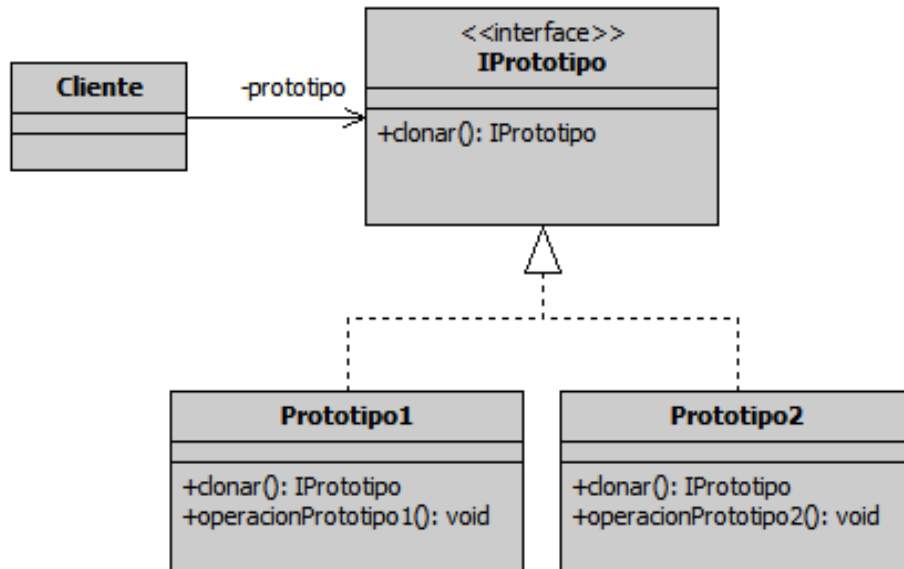 <<interface>>
IPrototipo
Cliente
-prototipo
+clonar(): IPrototipo
Prototipo1
+clonar(): IPrototipo
+operacionPrototipo1(): void
Prototipo2
+clonar(): IPrototipo
+operacionPrototipo2(): void